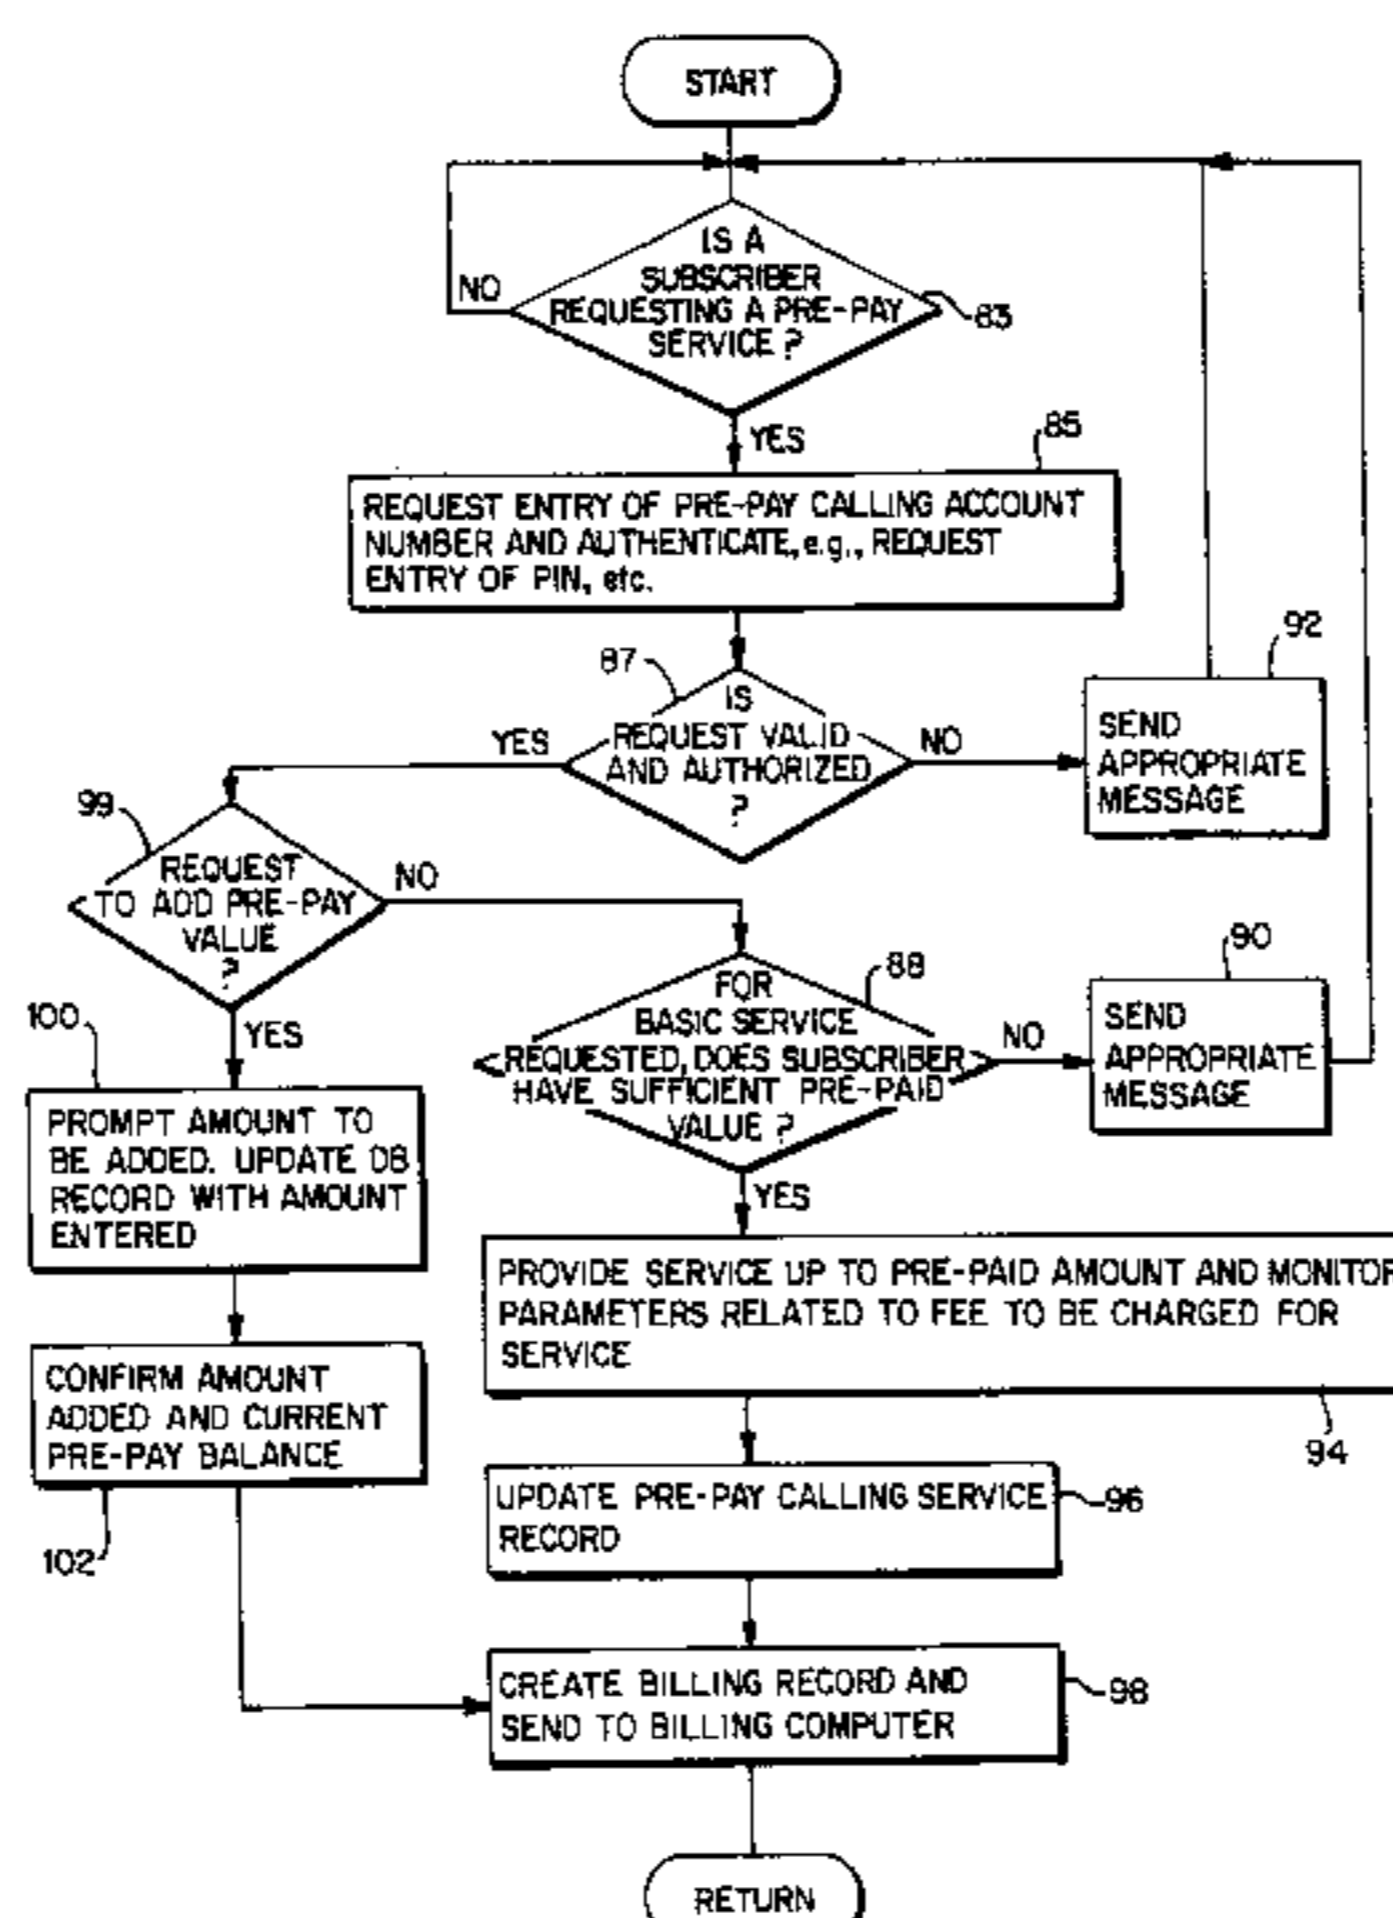 START
IS A
SUBSCRIBER
REQUESTING A PRE-PAY
SERVICE ?
NO
83
YES
85
REQUEST ENTRY OF PRE-PAY CALLING ACCOUNT
NUMBER AND AUTHENTICATE, e.g., REQUEST
ENTRY OF PIN, etc.
87
IS
REQUEST VALID
AND AUTHORIZED
?
YES
NO
92
SEND
APPROPRIATE
MESSAGE
99
REQUEST
TO ADD PRE-PAY
VALUE
?
NO
YES
88
FOR
BASIC SERVICE
REQUESTED, DOES SUBSCRIBER
HAVE SUFFICIENT PRE-PAID
VALUE ?
NO
90
SEND
APPROPRIATE
MESSAGE
YES
100
PROMPT AMOUNT TO
BE ADDED. UPDATE DB
RECORD WITH AMOUNT
ENTERED
PROVIDE SERVICE UP TO PRE-PAID AMOUNT AND MONITOR
PARAMETERS RELATED TO FEE TO BE CHARGED FOR
SERVICE
94
CONFIRM AMOUNT
ADDED AND CURRENT
PRE-PAY BALANCE
102
UPDATE PRE-PAY CALLING SERVICE
RECORD
96
CREATE BILLING RECORD AND
SEND TO BILLING COMPUTER
98
RETURN